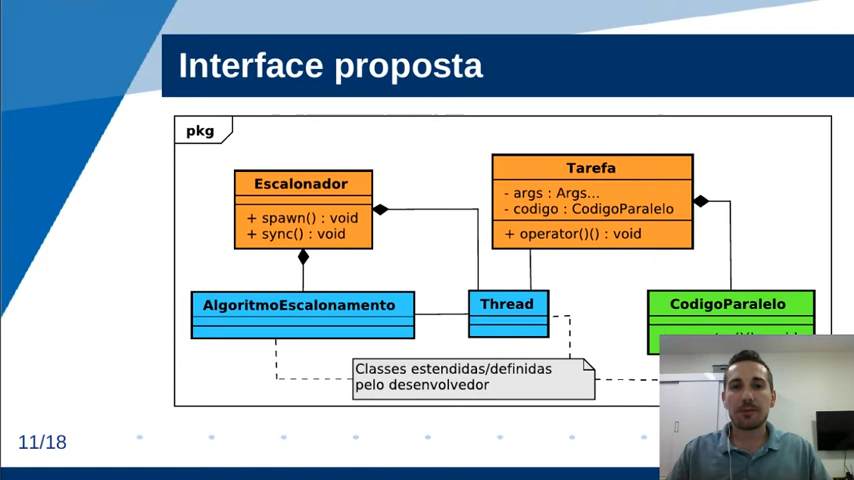 Interface proposta
pkg
Escalonador
+ spawn() : void
+ sync() : void
Tarefa
- args : Args...
- codigo : CodigoParalelo
+ operator()() : void
AlgoritmoEscalonamento
Thread
CodigoParalelo
Classes estendidas/definidas
pelo desenvolvedor
11/18